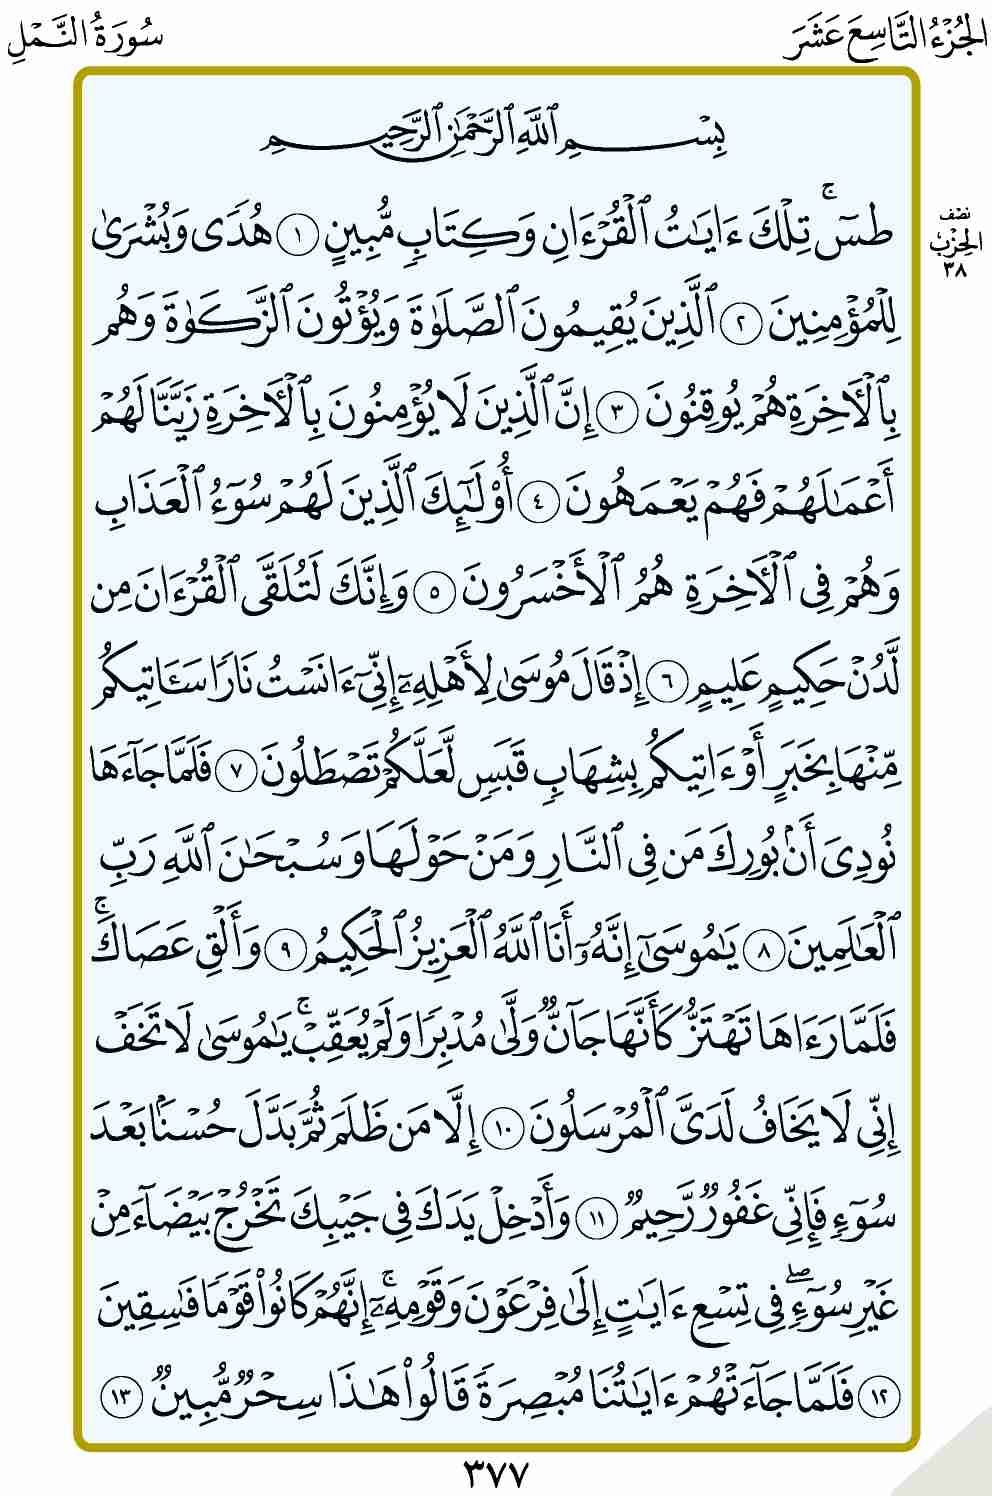 الجُزْءُ التَّاسِعَ عَشَرَ
سُورَةُ النَّمْلِ
بِسْمِ ٱللَّهِ ٱلرَّحْمَٰنِ ٱلرَّحِيمِ
نصْف
الحِزْب
٣٨
طسٓۚ تِلْكَ ءَايَٰتُ ٱلْقُرْءَانِ وَكِتَابٖ مُّبِينٍ ١ هُدٗى وَبُشْرَىٰ
لِلْمُؤْمِنِينَ ٢ ٱلَّذِينَ يُقِيمُونَ ٱلصَّلَوٰةَ وَيُؤْتُونَ ٱلزَّكَوٰةَ وَهُم
بِٱلْأٓخِرَةِ هُمْ يُوقِنُونَ ٣ إِنَّ ٱلَّذِينَ لَا يُؤْمِنُونَ بِٱلْأٓخِرَةِ زَيَّنَّا لَهُمْ
أَعْمَٰلَهُمْ فَهُمْ يَعْمَهُونَ ٤ أُوْلَٰٓئِكَ ٱلَّذِينَ لَهُمْ سُوٓءُ ٱلْعَذَابِ
وَهُمْ فِي ٱلْأٓخِرَةِ هُمُ ٱلْأَخْسَرُونَ ٥ وَإِنَّكَ لَتُلَقَّى ٱلْقُرْءَانَ مِن
لَّدُنْ حَكِيمٍ عَلِيمٍ ٦ إِذْ قَالَ مُوسَىٰ لِأَهْلِهِۦٓ إِنِّيٓ ءَانَسْتُ نَارٗا سَـَٔاتِيكُم
مِّنْهَا بِخَبَرٍ أَوْ ءَاتِيكُم بِشِهَابٖ قَبَسٖ لَّعَلَّكُمْ تَصْطَلُونَ ٧ فَلَمَّا جَآءَهَا
نُودِيَ أَنۢ بُورِكَ مَن فِي ٱلنَّارِ وَمَنْ حَوْلَهَا وَسُبْحَٰنَ ٱللَّهِ رَبِّ
ٱلْعَٰلَمِينَ ٨ يَٰمُوسَىٰٓ إِنَّهُۥٓ أَنَا ٱللَّهُ ٱلْعَزِيزُ ٱلْحَكِيمُ ٩ وَأَلْقِ عَصَاكَۚ
فَلَمَّا رَءَاهَا تَهْتَزُّ كَأَنَّهَا جَآنّٞ وَلَّىٰ مُدْبِرٗا وَلَمْ يُعَقِّبْۚ يَٰمُوسَىٰ لَا تَخَفْ
إِنِّي لَا يَخَافُ لَدَيَّ ٱلْمُرْسَلُونَ ١٠ إِلَّا مَن ظَلَمَ ثُمَّ بَدَّلَ حُسْنَۢا بَعْدَ
سُوٓءٖ فَإِنِّي غَفُورٞ رَّحِيمٞ ١١ وَأَدْخِلْ يَدَكَ فِي جَيْبِكَ تَخْرُجْ بَيْضَآءَ مِنْ
غَيْرِ سُوٓءٖۖ فِي تِسْعِ ءَايَٰتٍ إِلَىٰ فِرْعَوْنَ وَقَوْمِهِۦٓۚ إِنَّهُمْ كَانُوا۟ قَوْمٗا فَٰسِقِينَ
١٢ فَلَمَّا جَآءَتْهُمْ ءَايَٰتُنَا مُبْصِرَةٗ قَالُوا۟ هَٰذَا سِحْرٞ مُّبِينٞ ١٣
٣٧٧